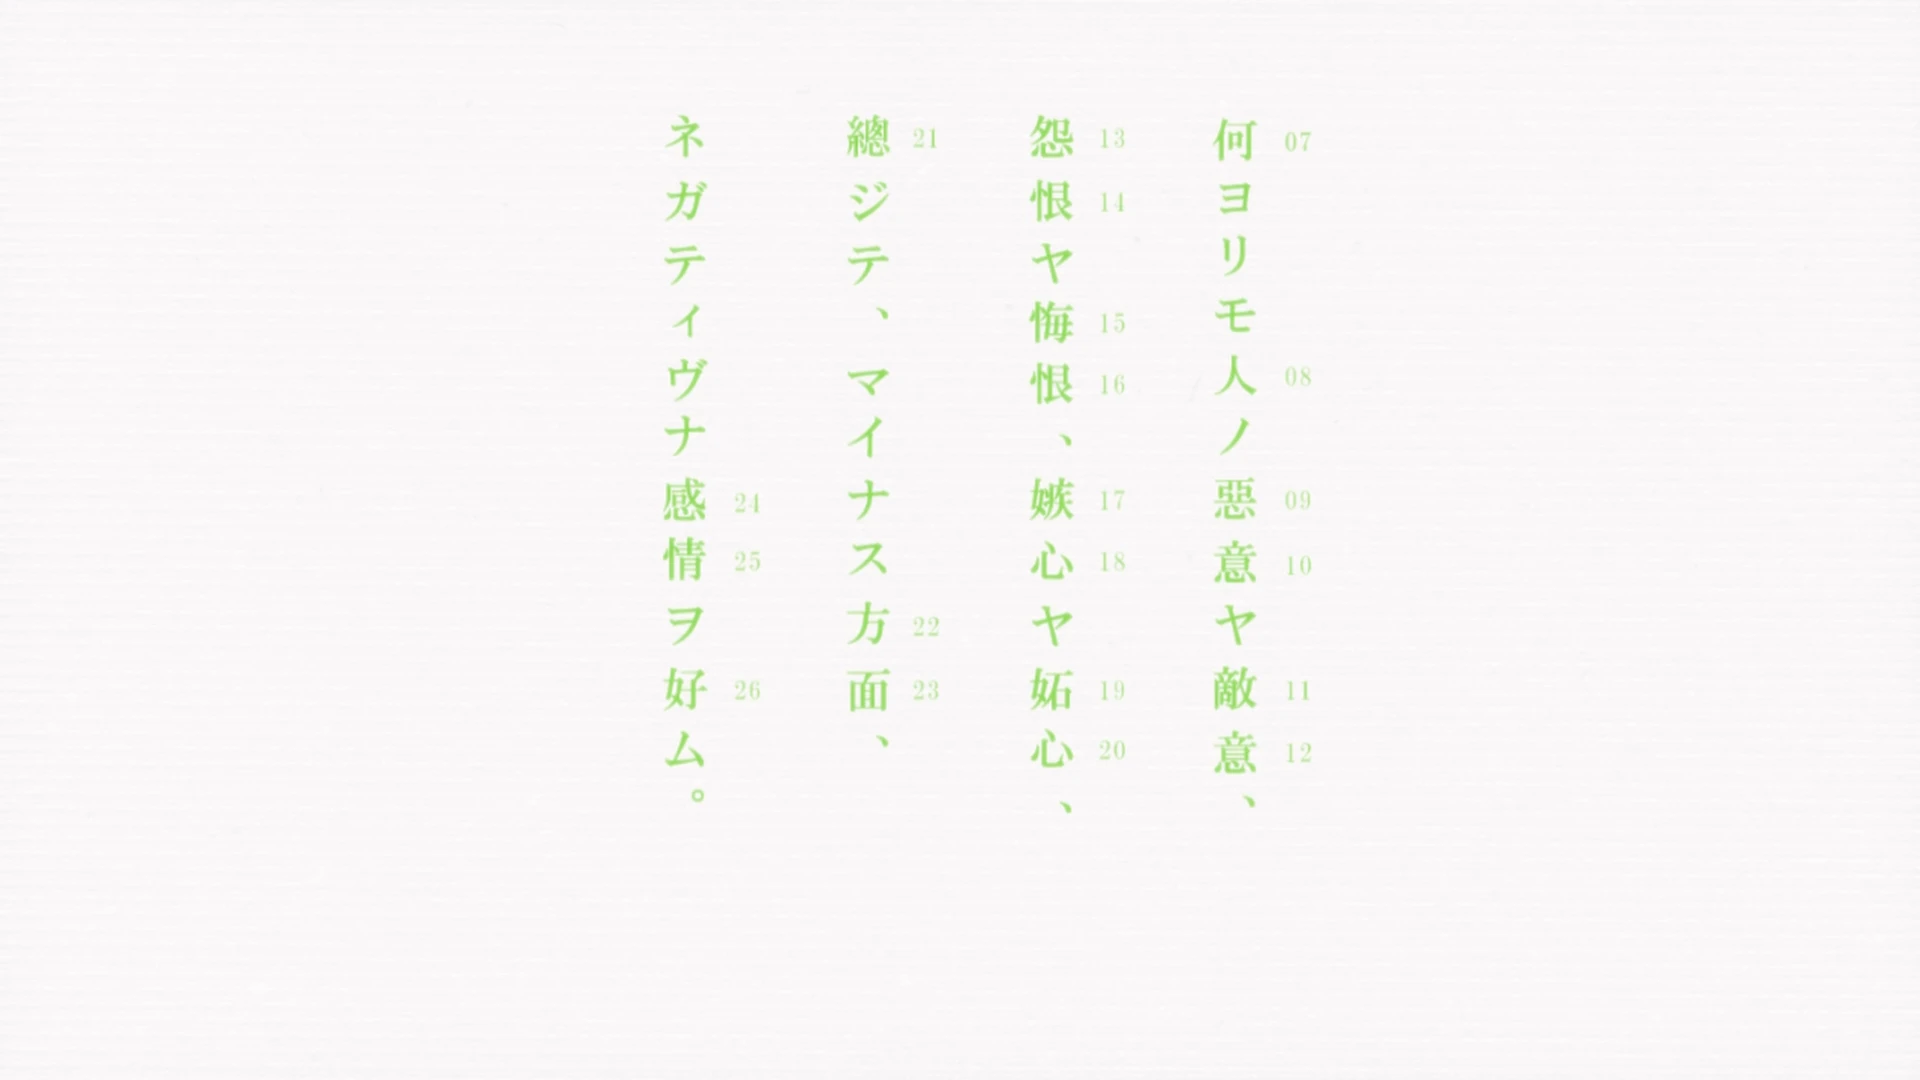 何ヨリモ人ノ惡意ヤ敵意、
07 08 09 10 11 12
怨恨ヤ悔恨、嫉心ヤ妬心、
13 14 15 16 17 18 19 20
總ジテ、マイナス方面、
21 22 23
ネガティヴナ感情ヲ好ム。
24 25 26